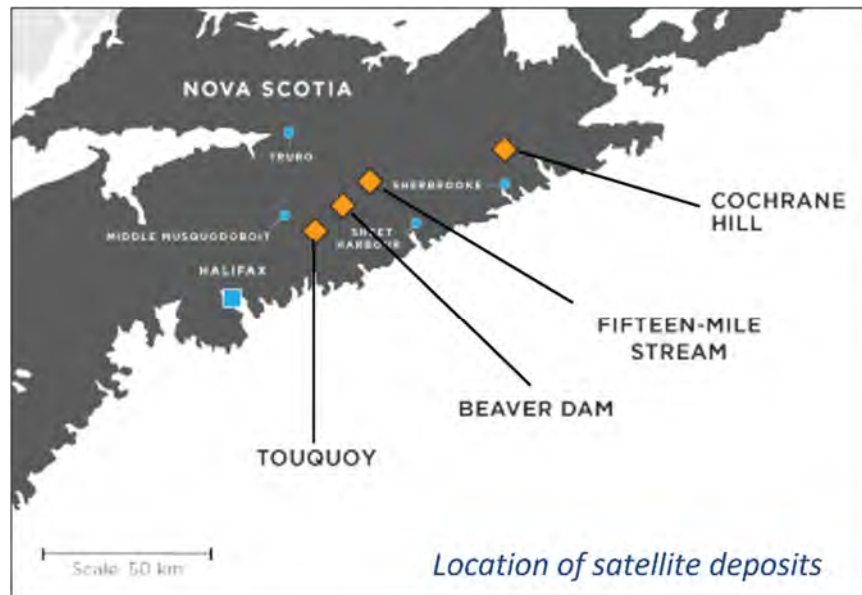 NOVA SCOTIA
TRURO
SHERBROOKE
COCHRANE
HILL
MIDDLE MUSQUODOBOIT
SHEET
HARBOUR
HALIFAX
FIFTEEN-MILE
STREAM
BEAVER DAM
TOUQUOY
Scale: 50 km
Location of satellite deposits